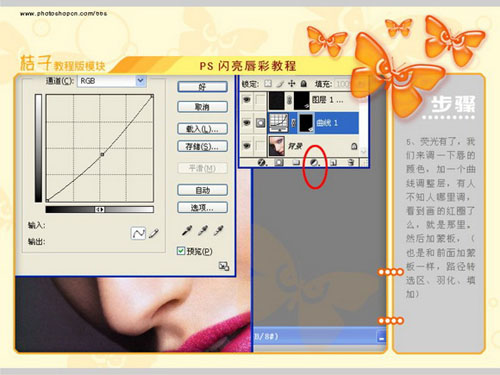 www.photoshopcn.com/bbs
桔子教程版模块
PS 闪亮唇彩教程
通道(C): RGB
好
取消
载入(L)...
存储(S)...
平滑(M)
自动
选项...
预览(P)
输入:
输出:
锁定:
填充: 100
图层 1 ...
曲线 1
背景
B/8#)
步骤
5、荧光有了，我
们来调一下唇的
颜色，加一个曲
线调整层，有人
不知人哪里调，
看到画的红圈了
么，就是那里。
然后加蒙板，（
也是和前面加蒙
板一样，路径转
选区、羽化、填
加）